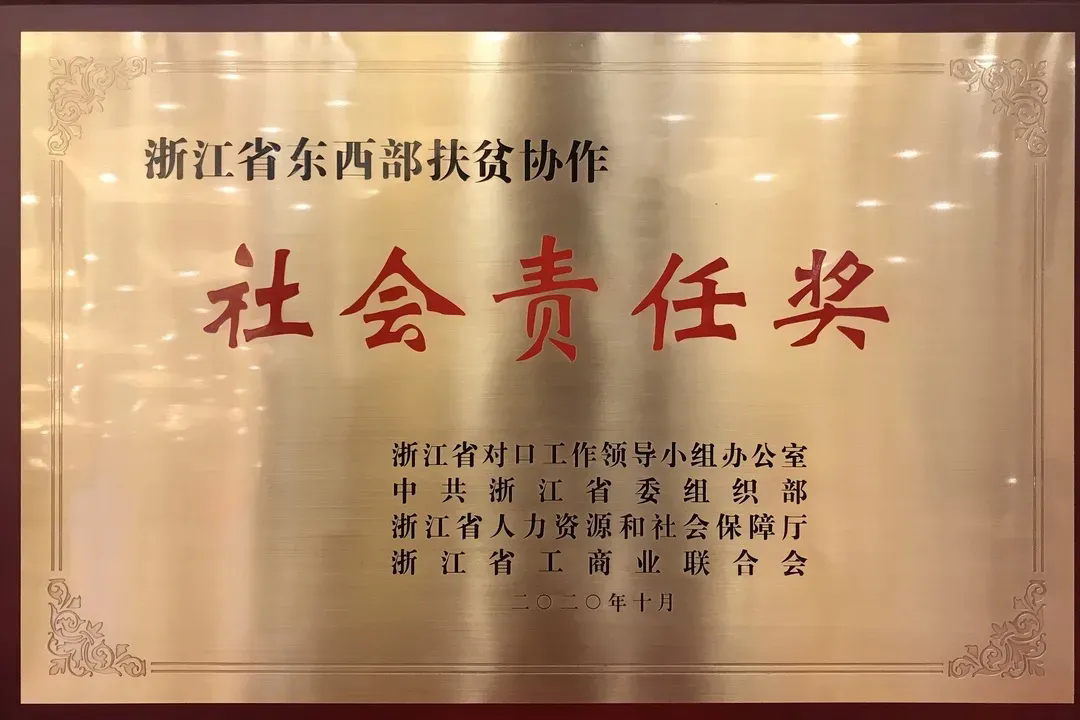 浙江省东西部扶贫协作
社会责任奖
浙江省对口工作领导小组办公室
中共浙江省委组织部
浙江省人力资源和社会保障厅
浙江省工商业联合会
二〇二〇年十月